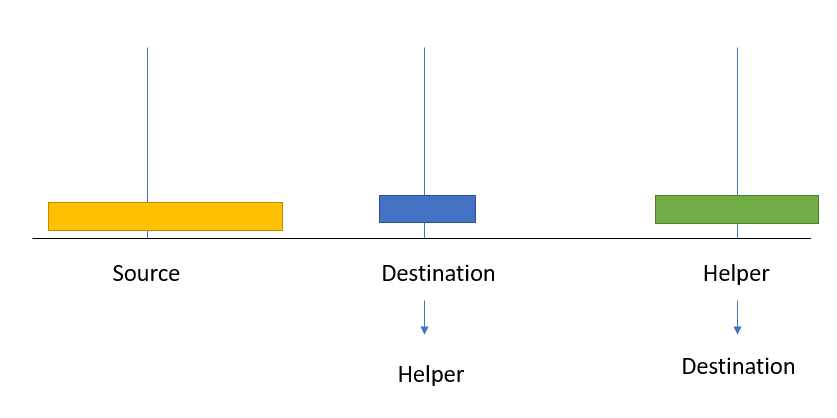 Source
Destination
Helper
Helper
Destination